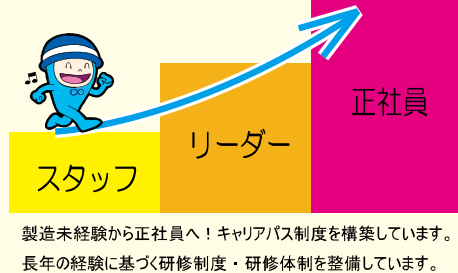 正社員
リーダー
スタッフ
製造未経験から正社員へ！キャリアパス制度を構築しています。
長年の経験に基づく研修制度・研修体制を整備しています。